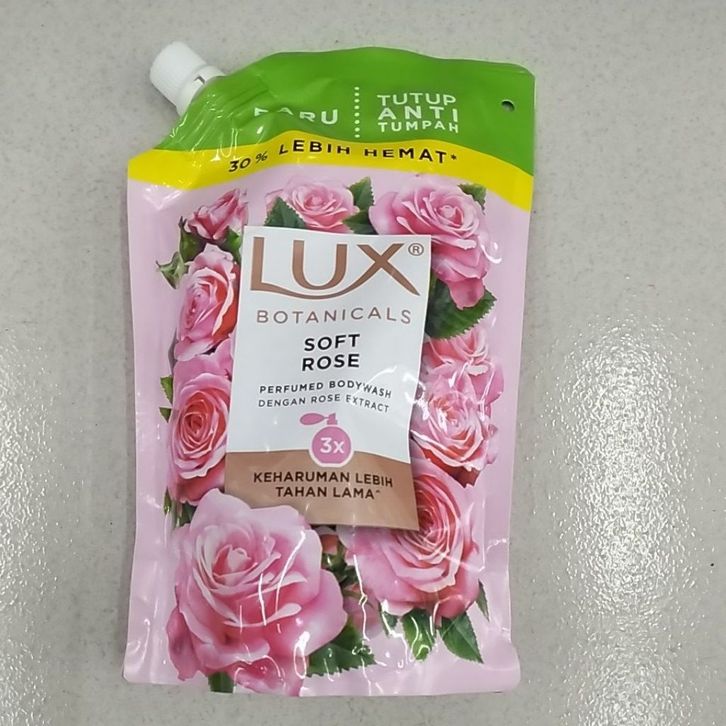 BARU
TUTUP
ANTI
TUMPAH
30% LEBIH HEMAT*
LUX®
BOTANICALS
SOFT
ROSE
PERFUMED BODYWASH
DENGAN ROSE EXTRACT
3x
KEHARUMAN LEBIH
TAHAN LAMA^